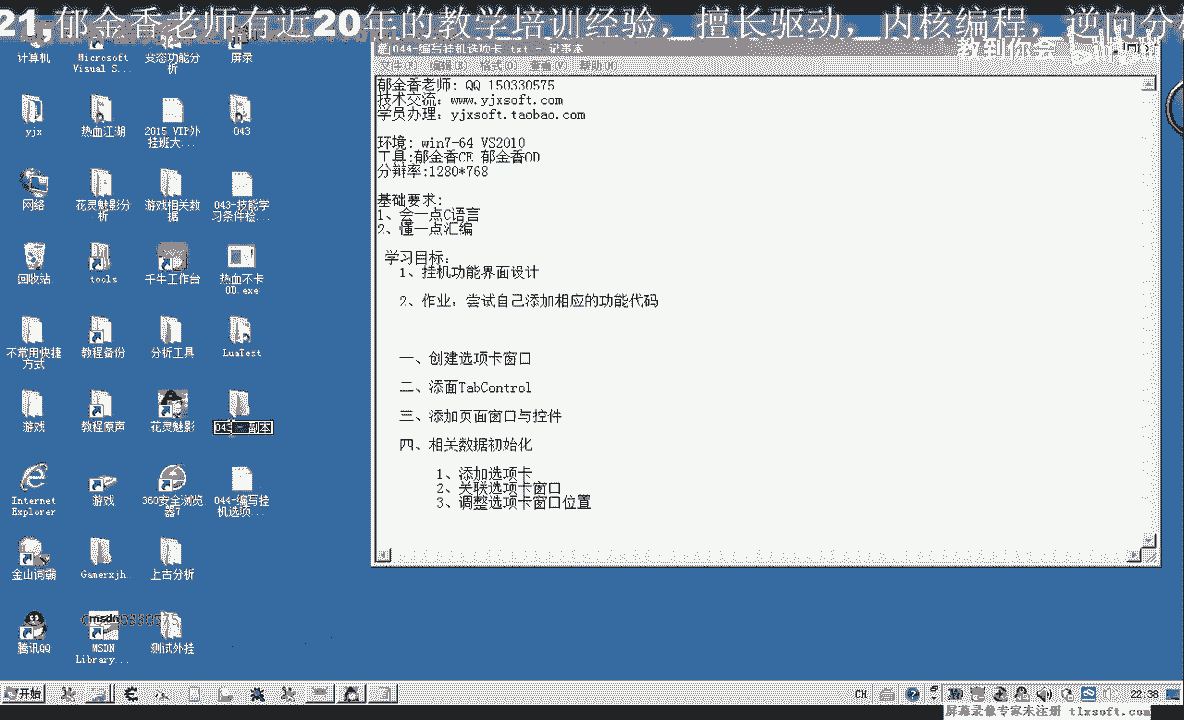 21,郁金香老师有近20年的教学培训经验，擅长驱动，内核编程，逆向分析
教到你会
计算机
Microsoft
Visual S...
变态功能分
析
屏录
yjx
热血江湖
2015 VIP外
挂班大...
043
网络
花灵魅影分
析
游戏相关数
据
043-技能学
习条件检...
回收站
tools
千牛工作台
热血不卡
OD.exe
不常用快捷
方式
教程备份
分析工具
LuaTest
游戏
教程原声
花灵魅影
043 - 副本
Internet
Explorer
游戏
360安全浏览
器7
044-编写挂
机选项...
金山词霸
Gamerxjh.
上古分析
腾讯QQ
MSDN
Library...
测试外挂
044-编写挂机选项卡.txt - 记事本
文件(F) 编辑(E) 格式(O) 查看(V) 帮助(H)
郁金香老师: QQ 150330575
技术交流: www.yjxsoft.com
学员办理: yjxsoft.taobao.com
环境: win7-64 VS2010
工具:郁金香CE 郁金香OD
分辩率:1280*768
基础要求:
1、会一点C语言
2、懂一点汇编
学习目标:
1、挂机功能界面设计
2、作业，尝试自己添加相应的功能代码
一、创建选项卡窗口
二、添面TabControl
三、添加页面窗口与控件
四、相关数据初始化
1、添加选项卡
2、关联选项卡窗口
3、调整选项卡窗口位置
开始
CH
22:38
屏幕录像专家未注册 tlxsoft.com